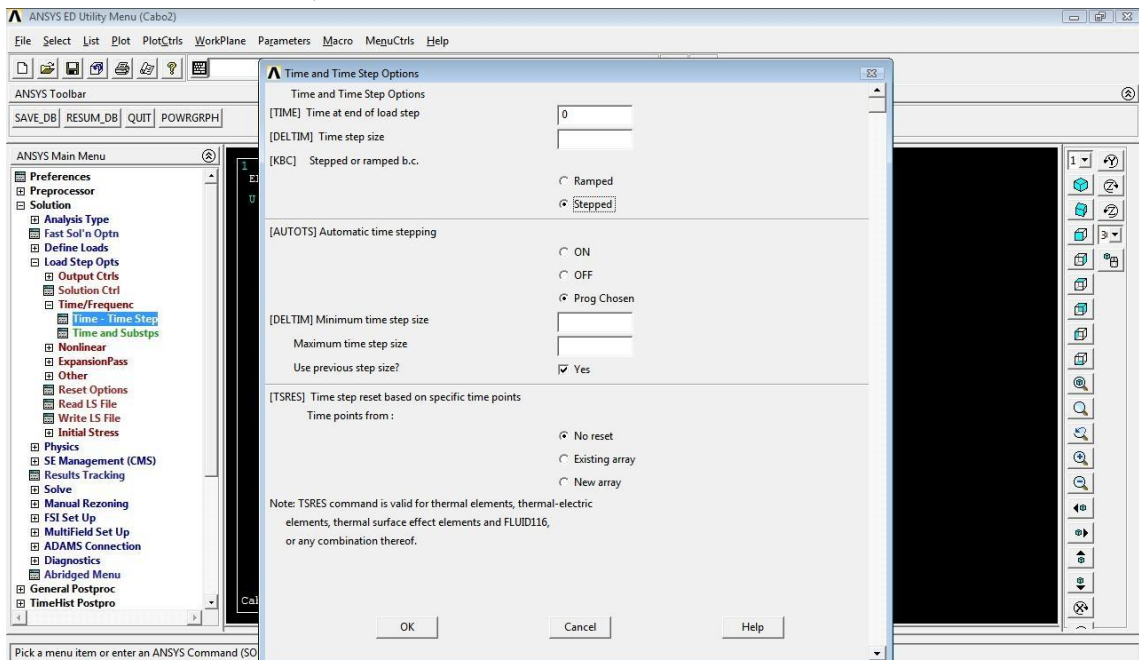 ANSYS ED Utility Menu (Cabo2)
File Select List Plot PlotCtrls WorkPlane Parameters Macro MenuCtrls Help
ANSYS Toolbar
SAVE_DB RESUM_DB QUIT POWRGRPH
ANSYS Main Menu
Preferences
Preprocessor
Solution
Analysis Type
Fast Sol'n Optn
Define Loads
Load Step Opts
Output Ctrls
Solution Ctrl
Time/Frequenc
Time - Time Step
Time and Substps
Nonlinear
ExpansionPass
Other
Reset Options
Read LS File
Write LS File
Initial Stress
Physics
SE Management (CMS)
Results Tracking
Solve
Manual Rezoning
FSI Set Up
MultiField Set Up
ADAMS Connection
Diagnostics
Abridged Menu
General Postproc
TimeHist Postpro
Pick a menu item or enter an ANSYS Command (SO
1
U
Time and Time Step Options
Time and Time Step Options
[TIME] Time at end of load step 0
[DELTIM] Time step size
[KBC] Stepped or ramped b.c.
Ramped
Stepped
[AUTOTS] Automatic time stepping
ON
OFF
Prog Chosen
[DELTIM] Minimum time step size
Maximum time step size
Use previous step size? Yes
[TSRES] Time step reset based on specific time points
Time points from :
No reset
Existing array
New array
Note: TSRES command is valid for thermal elements, thermal-electric
elements, thermal surface effect elements and FLUID116,
or any combination thereof.
OK Cancel Help
1